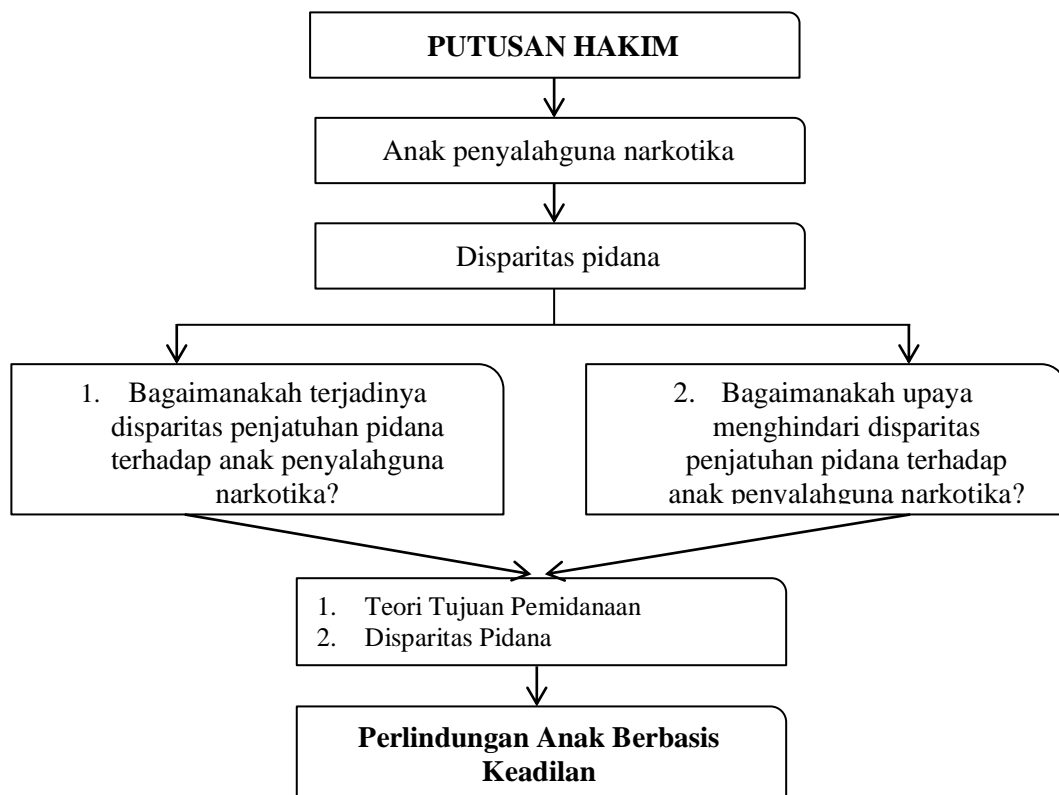 PUTUSAN HAKIM
Anak penyalahguna narkotika
Disparitas pidana
1. Bagaimanakah terjadinya
disparitas penjatuhan pidana
terhadap anak penyalahguna
narkotika?
2. Bagaimanakah upaya
menghindari disparitas
penjatuhan pidana terhadap
anak penyalahguna narkotika?
1. Teori Tujuan Pemidanaan
2. Disparitas Pidana
Perlindungan Anak Berbasis
Keadilan